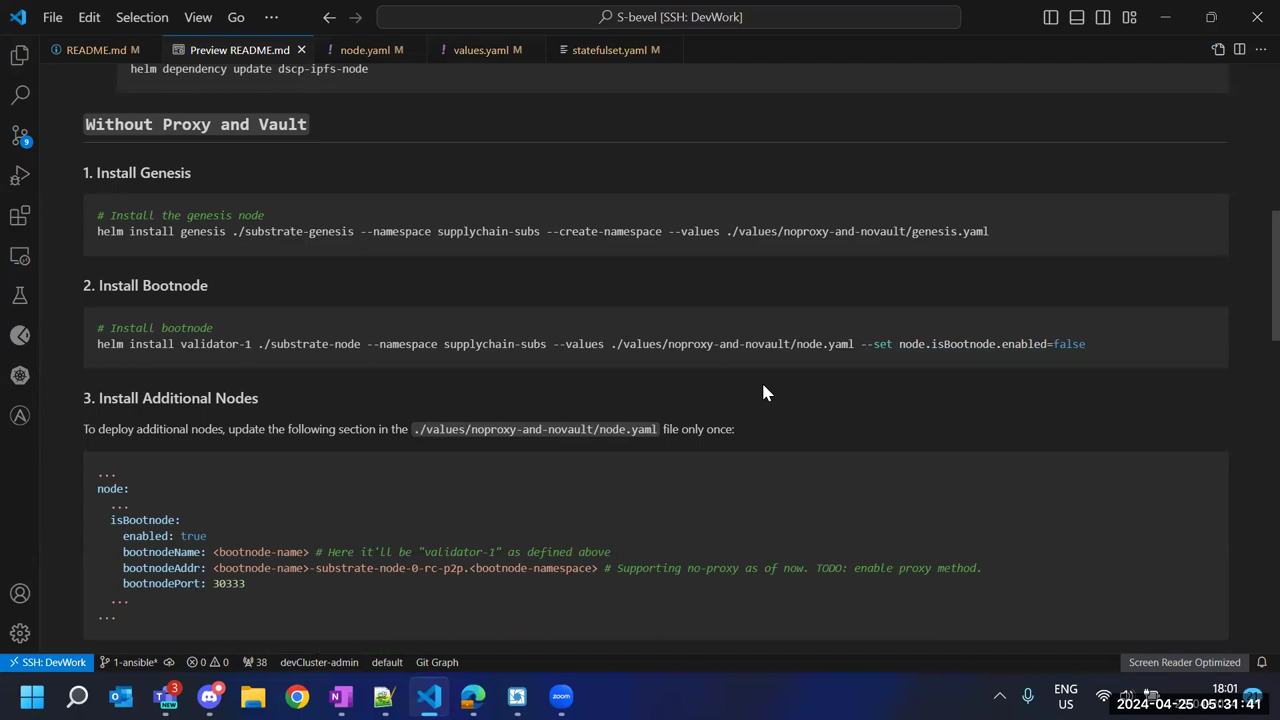 File Edit Selection View Go ... S-bevel [SSH: DevWork]
README.md M Preview README.md node.yaml M values.yaml M statefulset.yaml M
helm dependency update dscp-ipfs-node
Without Proxy and Vault
1. Install Genesis
# Install the genesis node
helm install genesis ./substrate-genesis --namespace supplychain-subs --create-namespace --values ./values/noproxy-and-novault/genesis.yaml
2. Install Bootnode
# Install bootnode
helm install validator-1 ./substrate-node --namespace supplychain-subs --values ./values/noproxy-and-novault/node.yaml --set node.isBootnode.enabled=false
3. Install Additional Nodes
To deploy additional nodes, update the following section in the ./values/noproxy-and-novault/node.yaml file only once:
...
node:
...
isBootnode:
enabled: true
bootnodeName: <bootnode-name> # Here it'll be "validator-1" as defined above
bootnodeAddr: <bootnode-name>-substrate-node-0-rc-p2p.<bootnode-namespace> # Supporting no-proxy as of now. TODO: enable proxy method.
bootnodePort: 30333
...
...
9
SSH: DevWork 1-ansible* 0 0 38 devCluster-admin default Git Graph Screen Reader Optimized
3 NEW zoom ENG US 18:01
2024-04-25 05:31:41